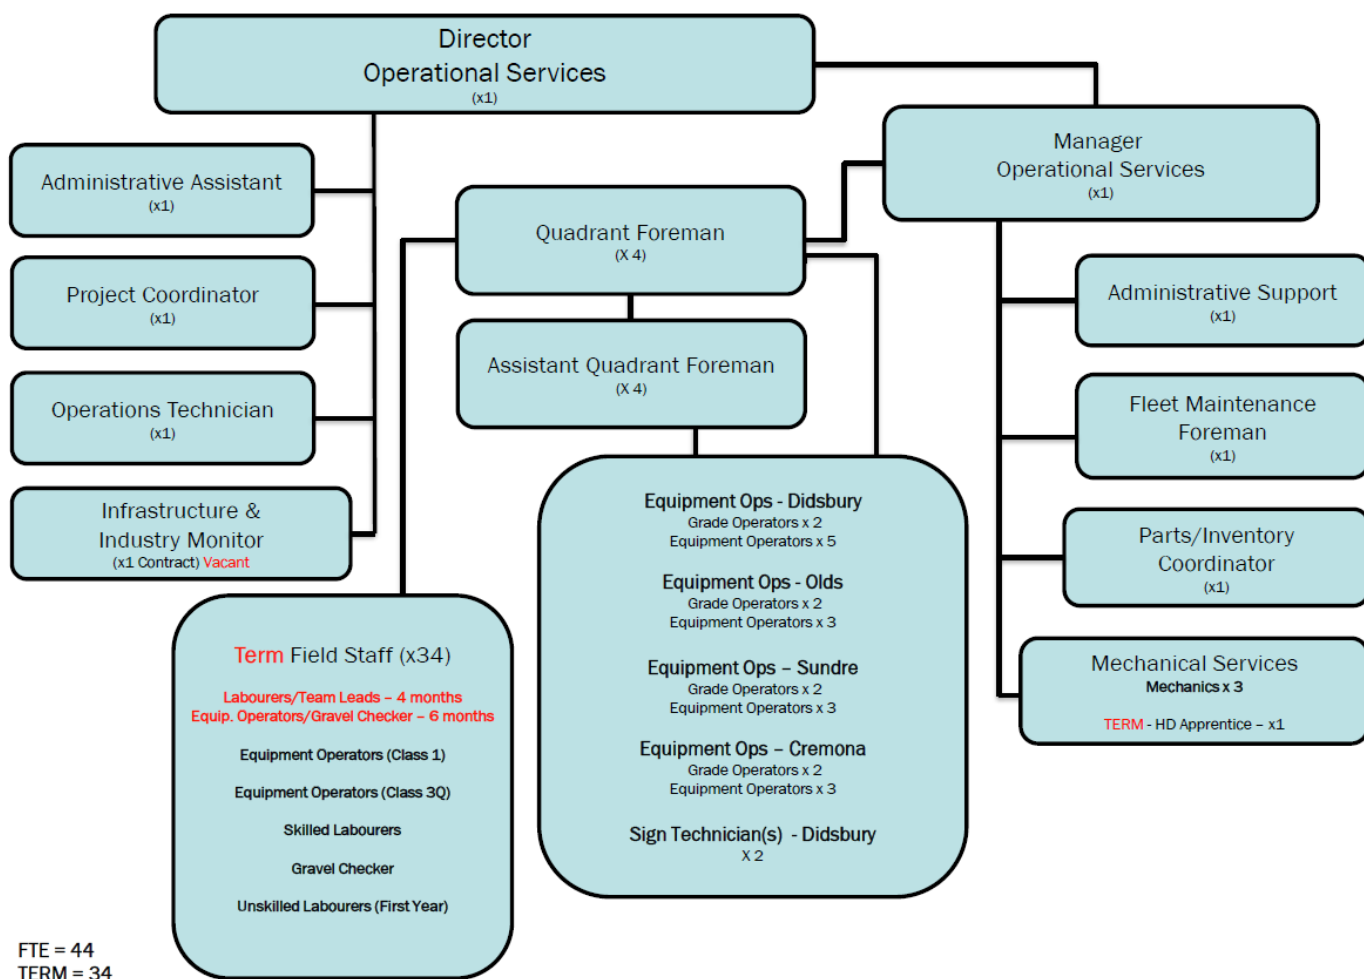 Director
Operational Services
(x1)
Manager
Operational Services
(x1)
Administrative Assistant
(x1)
Project Coordinator
(x1)
Operations Technician
(x1)
Infrastructure &
Industry Monitor
(x1 Contract) Vacant
Quadrant Foreman
(X 4)
Assistant Quadrant Foreman
(X 4)
Administrative Support
(x1)
Fleet Maintenance
Foreman
(x1)
Parts/Inventory
Coordinator
(x1)
Mechanical Services
Mechanics x 3
TERM - HD Apprentice – x1
Equipment Ops - Didsbury
Grade Operators x 2
Equipment Operators x 5
Equipment Ops - Olds
Grade Operators x 2
Equipment Operators x 3
Equipment Ops – Sundre
Grade Operators x 2
Equipment Operators x 3
Equipment Ops – Cremona
Grade Operators x 2
Equipment Operators x 3
Sign Technician(s) - Didsbury
X 2
Term Field Staff (x34)
Labourers/Team Leads – 4 months
Equip. Operators/Gravel Checker – 6 months
Equipment Operators (Class 1)
Equipment Operators (Class 3Q)
Skilled Labourers
Gravel Checker
Unskilled Labourers (First Year)
FTE = 44
TERM = 34